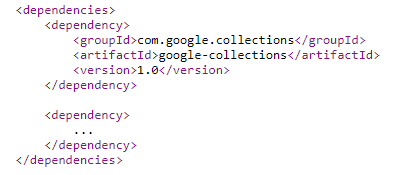 <dependencies>
    <dependency>
        <groupId>com.google.collections</groupId>
        <artifactId>google-collections</artifactId>
        <version>1.0</version>
    </dependency>

    <dependency>
        ...
    </dependency>
</dependencies>